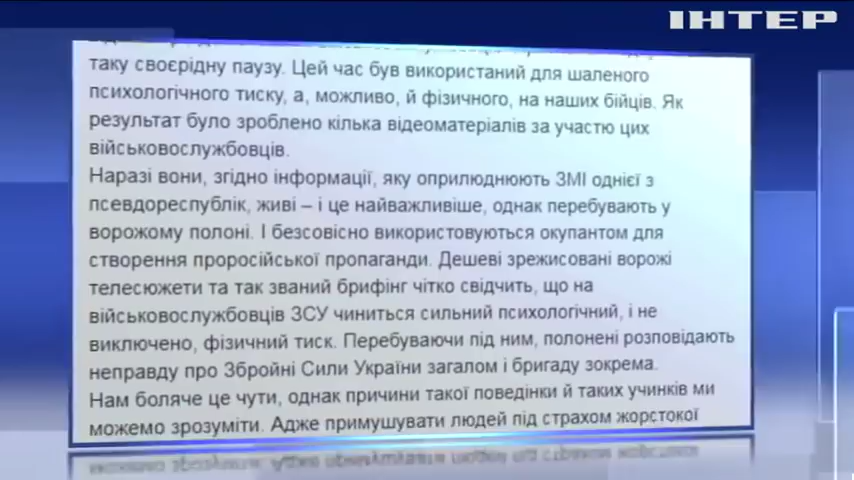 ІНТЕР
таку своєрідну паузу. Цей час був використаний для шаленого
психологічного тиску, а, можливо, й фізичного, на наших бійців. Як
результат було зроблено кілька відеоматеріалів за участю цих
військовослужбовців.
Наразі вони, згідно інформації, яку оприлюднюють ЗМІ однієї з
псевдореспублік, живі – і це найважливіше, однак перебувають у
ворожому полоні. І безсовісно використовуються окупантом для
створення проросійської пропаганди. Дешеві зрежисовані ворожі
телесюжети та так званий брифінг чітко свідчить, що на
військовослужбовців ЗСУ чиниться сильний психологічний, і не
виключено, фізичний тиск. Перебуваючи під ним, полонені розповідають
неправду про Збройні Сили України загалом і бригаду зокрема.
Нам боляче це чути, однак причини такої поведінки й таких учинків ми
можемо зрозуміти. Адже примушувати людей під страхом жорстокої